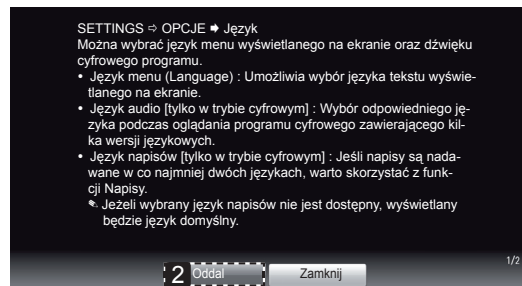 SETTINGS ⇨ OPCJE ➡ Język
Można wybrać język menu wyświetlanego na ekranie oraz dźwięku
cyfrowego programu.
• Język menu (Language) : Umożliwia wybór języka tekstu wyświe-
tlanego na ekranie.
• Język audio [tylko w trybie cyfrowym] : Wybór odpowiedniego ję-
zyka podczas oglądania programu cyfrowego zawierającego kil-
ka wersji językowych.
• Język napisów [tylko w trybie cyfrowym] : Jeśli napisy są nada-
wane w co najmniej dwóch językach, warto skorzystać z funk-
cji Napisy.
✎ Jeżeli wybrany język napisów nie jest dostępny, wyświetlany
będzie język domyślny.
1/2
2 Oddal Zamknij